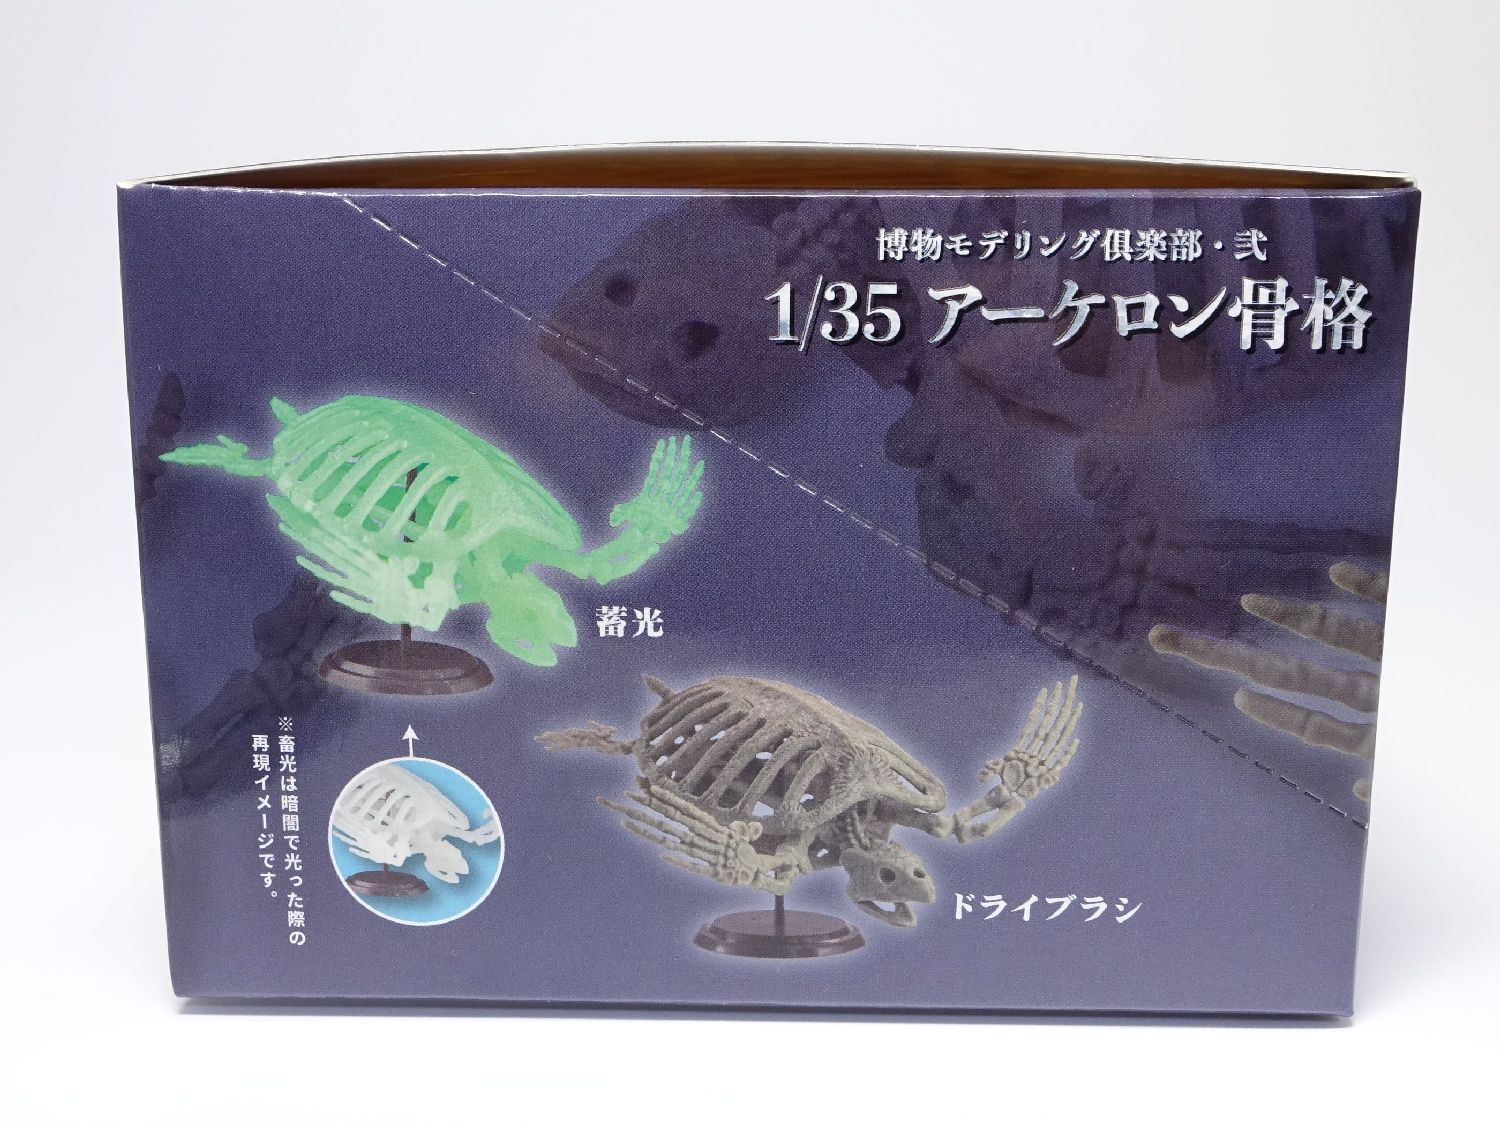 博物モデリング倶楽部・弐
1/35 アーケロン骨格
蓄光
※畜光は暗闇で光った際の
再現イメージです。
ドライブラシ